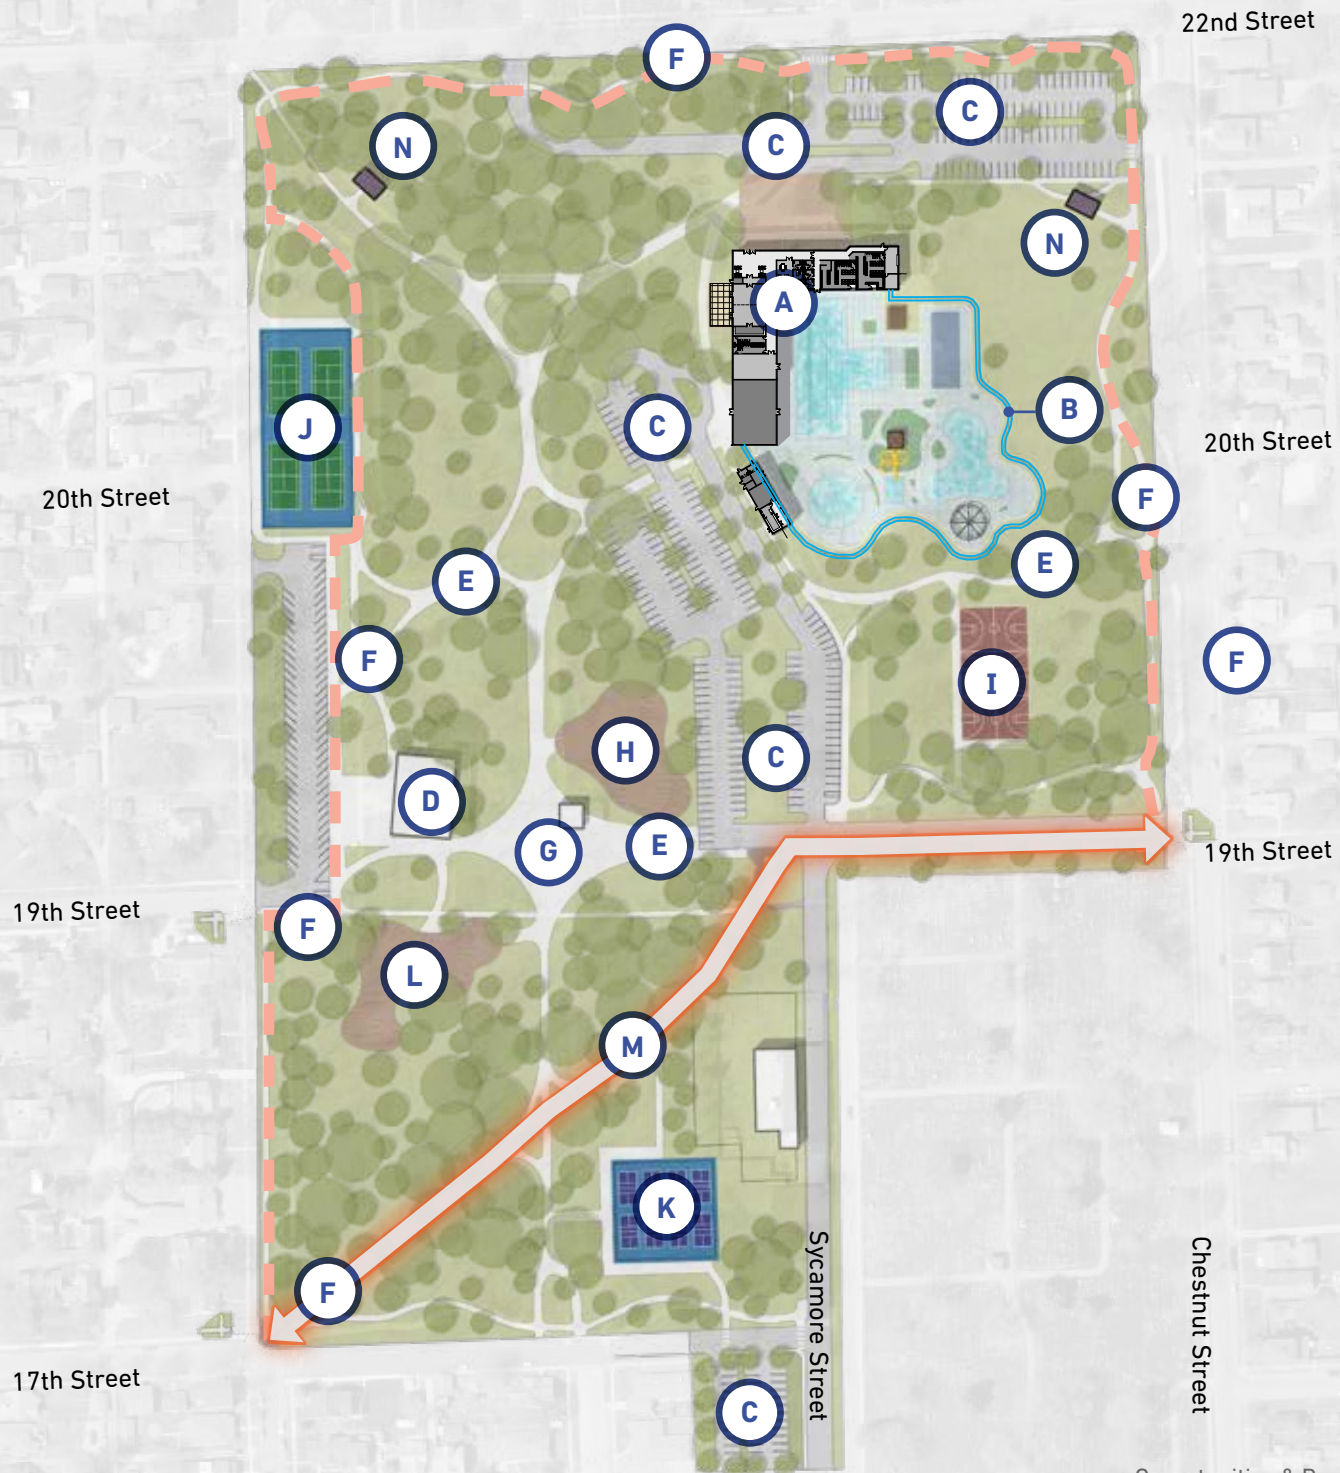 22nd Street
F
C
N
C
N
A
B
J
C
20th Street
20th Street
F
E
E
F
F
I
H
C
D
G
E
19th Street
19th Street
F
L
M
K
Sycamore Street
Chestnut Street
F
17th Street
C